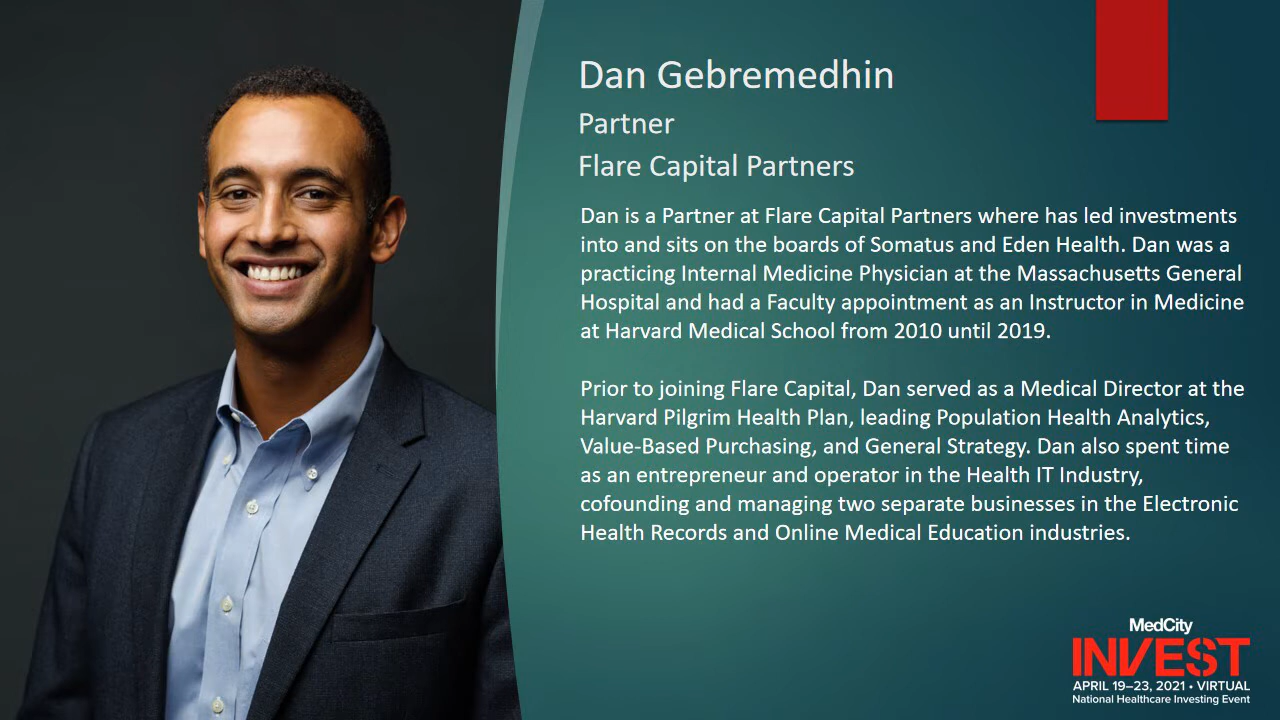 Dan Gebremedhin
Partner
Flare Capital Partners
Dan is a Partner at Flare Capital Partners where has led investments
into and sits on the boards of Somatus and Eden Health. Dan was a
practicing Internal Medicine Physician at the Massachusetts General
Hospital and had a Faculty appointment as an Instructor in Medicine
at Harvard Medical School from 2010 until 2019.
Prior to joining Flare Capital, Dan served as a Medical Director at the
Harvard Pilgrim Health Plan, leading Population Health Analytics,
Value-Based Purchasing, and General Strategy. Dan also spent time
as an entrepreneur and operator in the Health IT Industry,
cofounding and managing two separate businesses in the Electronic
Health Records and Online Medical Education industries.
MedCity
INVEST
APRIL 19–23, 2021 • VIRTUAL
National Healthcare Investing Event